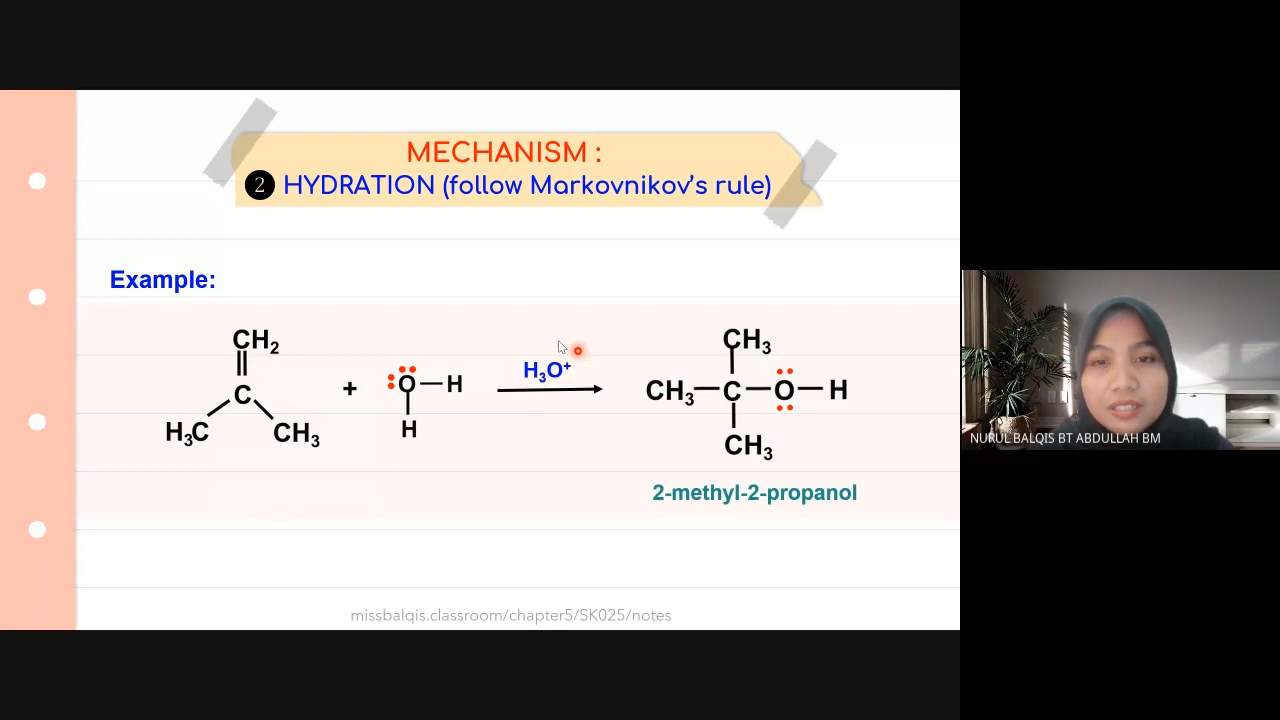 MECHANISM :
❷ HYDRATION (follow Markovnikov's rule)
Example:
CH₂
C
H₃C
CH₃
+
O—H
H
H₃O⁺
CH₃
CH₃—C—O—H
CH₃
2-methyl-2-propanol
missbalqis.classroom/chapter5/SK025/notes
NURUL BALQIS BT ABDULLAH BM